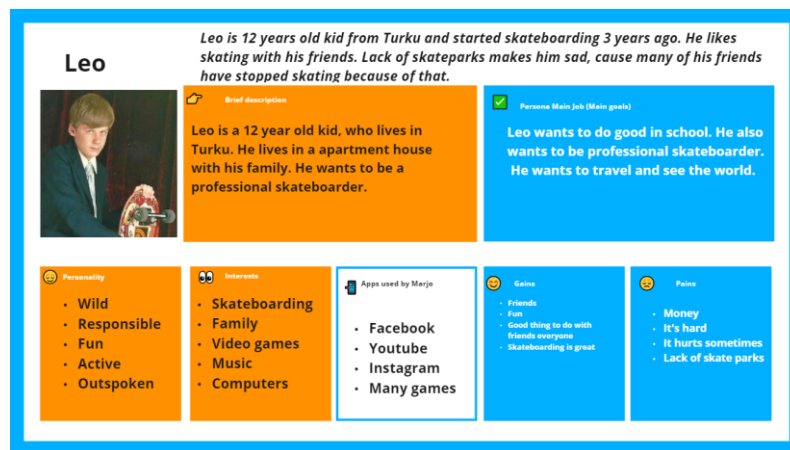 Leo
Leo is 12 years old kid from Turku and started skateboarding 3 years ago. He likes
skating with his friends. Lack of skateparks makes him sad, cause many of his friends
have stopped skating because of that.
Brief description
Leo is a 12 year old kid, who lives in
Turku. He lives in a apartment house
with his family. He wants to be a
professional skateboarder.
Persona Main Job (Main goals)
Leo wants to do good in school. He also
wants to be professional skateboarder.
He wants to travel and see the world.
Personality
• Wild
• Responsible
• Fun
• Active
• Outspoken
Interests
• Skateboarding
• Family
• Video games
• Music
• Computers
Apps used by Marjo
• Facebook
• Youtube
• Instagram
• Many games
Gains
• Friends
• Fun
• Good thing to do with
friends everyone
• Skateboarding is great
Pains
• Money
• It's hard
• It hurts sometimes
• Lack of skate parks